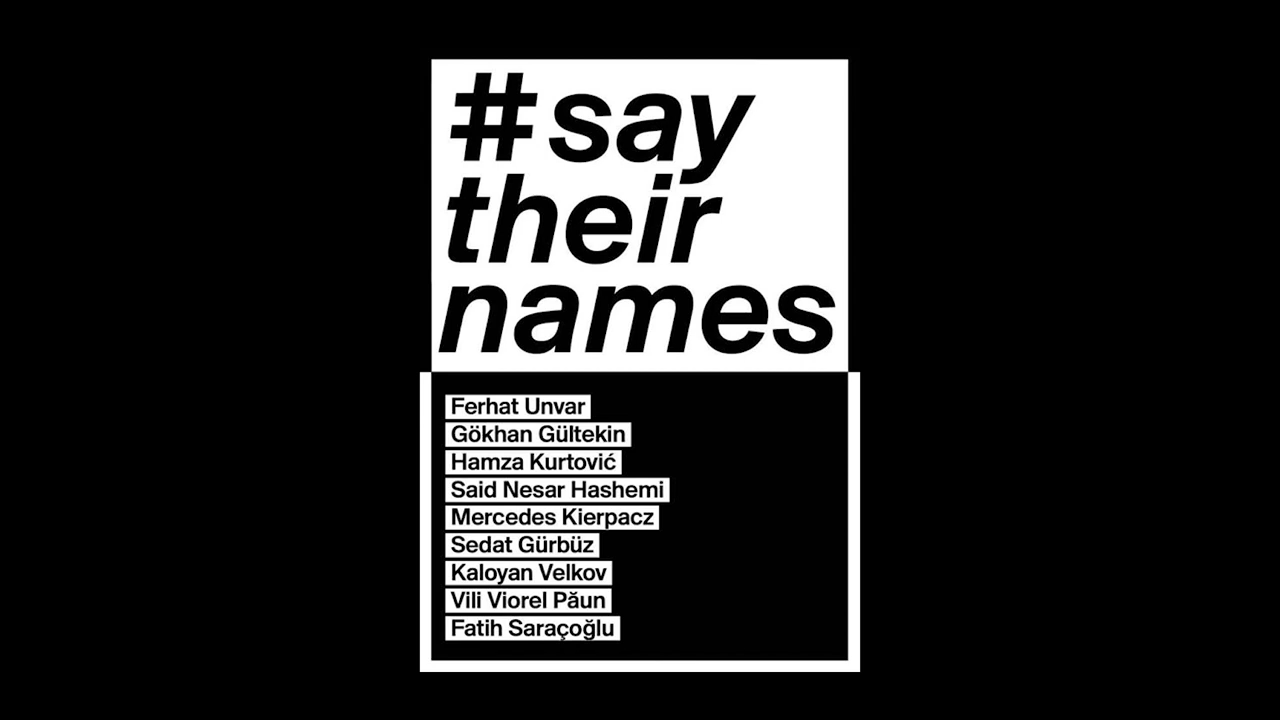 #say
their
names
Ferhat Unvar
Gökhan Gültekin
Hamza Kurtović
Said Nesar Hashemi
Mercedes Kierpacz
Sedat Gürbüz
Kaloyan Velkov
Vili Viorel Păun
Fatih Saraçoğlu